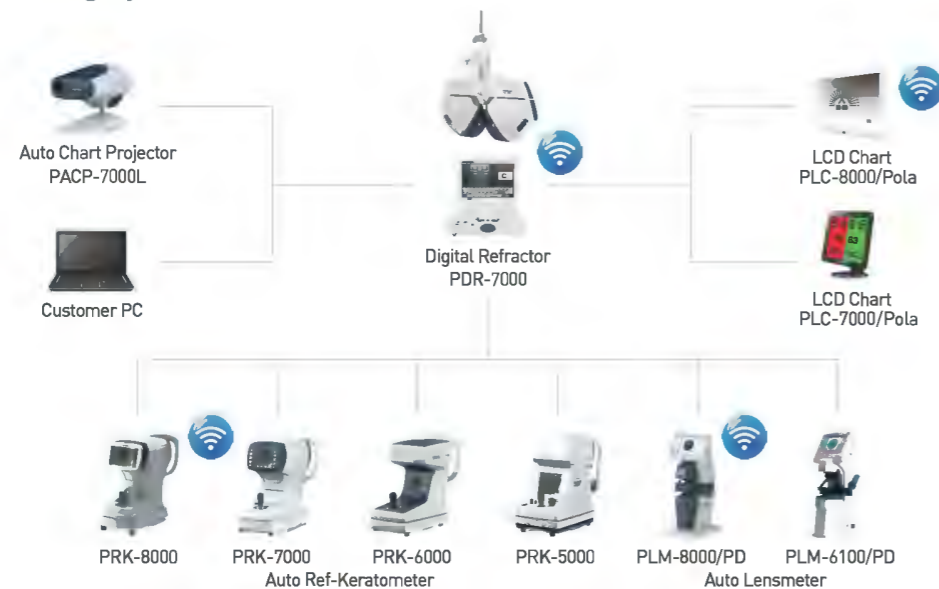 Auto Chart Projector
PACP-7000L
Customer PC
Digital Refractor
PDR-7000
LCD Chart
PLC-8000/Pola
LCD Chart
PLC-7000/Pola
PRK-8000
PRK-7000
PRK-6000
PRK-5000
PLM-8000/PD
PLM-6100/PD
Auto Ref-Keratometer
Auto Lensmeter